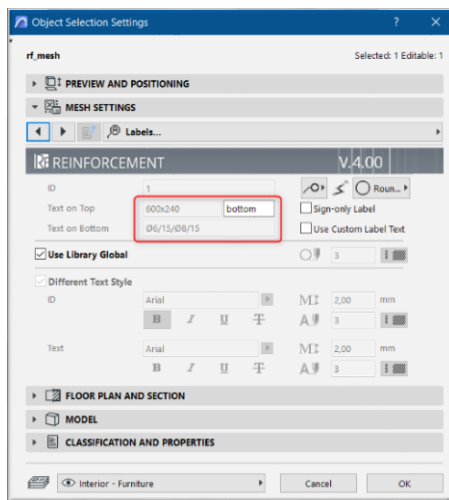 Object Selection Settings
rf_mesh Selected: 1 Editable: 1
PREVIEW AND POSITIONING
MESH SETTINGS
Labels...
REINFORCEMENT V.4.00
ID 1 Roun...
Text on Top 600x240 bottom Sign-only Label
Text on Bottom Ø6/15/Ø8/15 Use Custom Label Text
Use Library Global 3
Different Text Style
ID Arial 2,00 mm
B I U T 3
Text Arial 2,00 mm
B I U T 3
FLOOR PLAN AND SECTION
MODEL
CLASSIFICATION AND PROPERTIES
Interior - Furniture Cancel OK